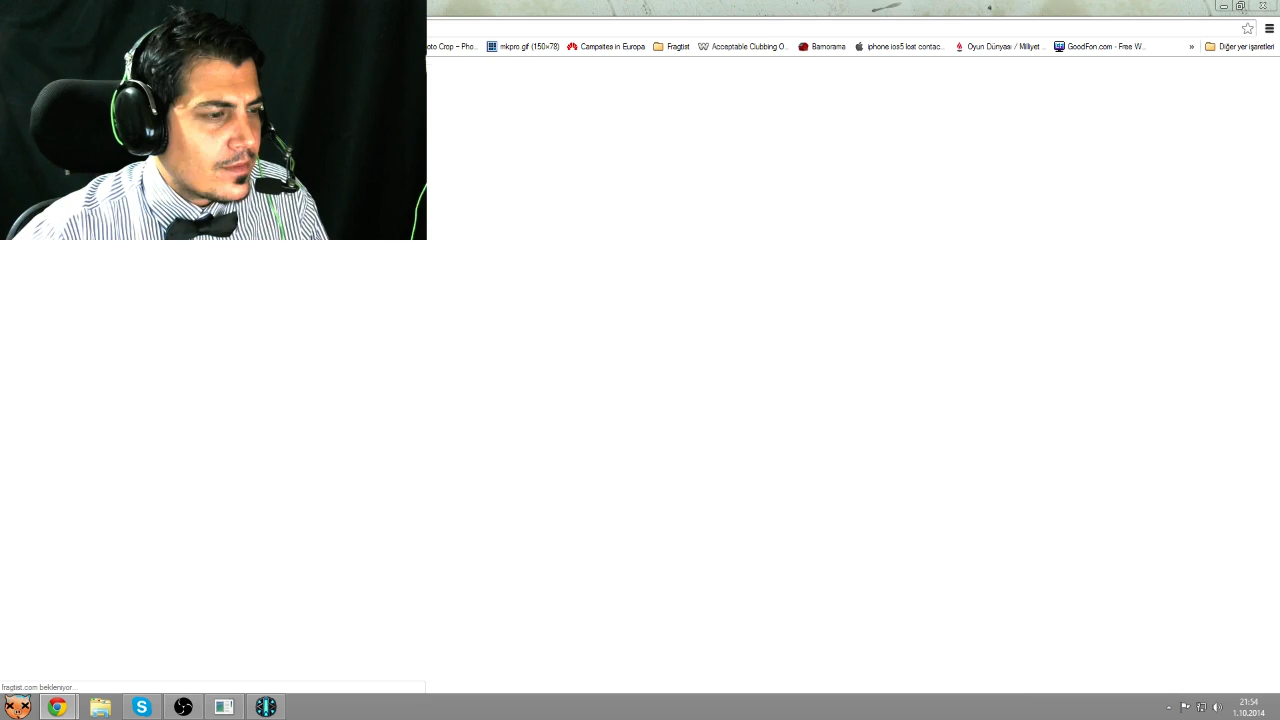 oto Crop – Pho... mkpro.gif (150×78) Campsites in Europa Fragtist Acceptable Clubbing O... Bamorama iphone ios5 lost contac... Oyun Dünyası / Milliyet ... GoodFon.com - Free W... » Diğer yer işaretleri
fragtist.com bekleniyor...
21:54
1.10.2014